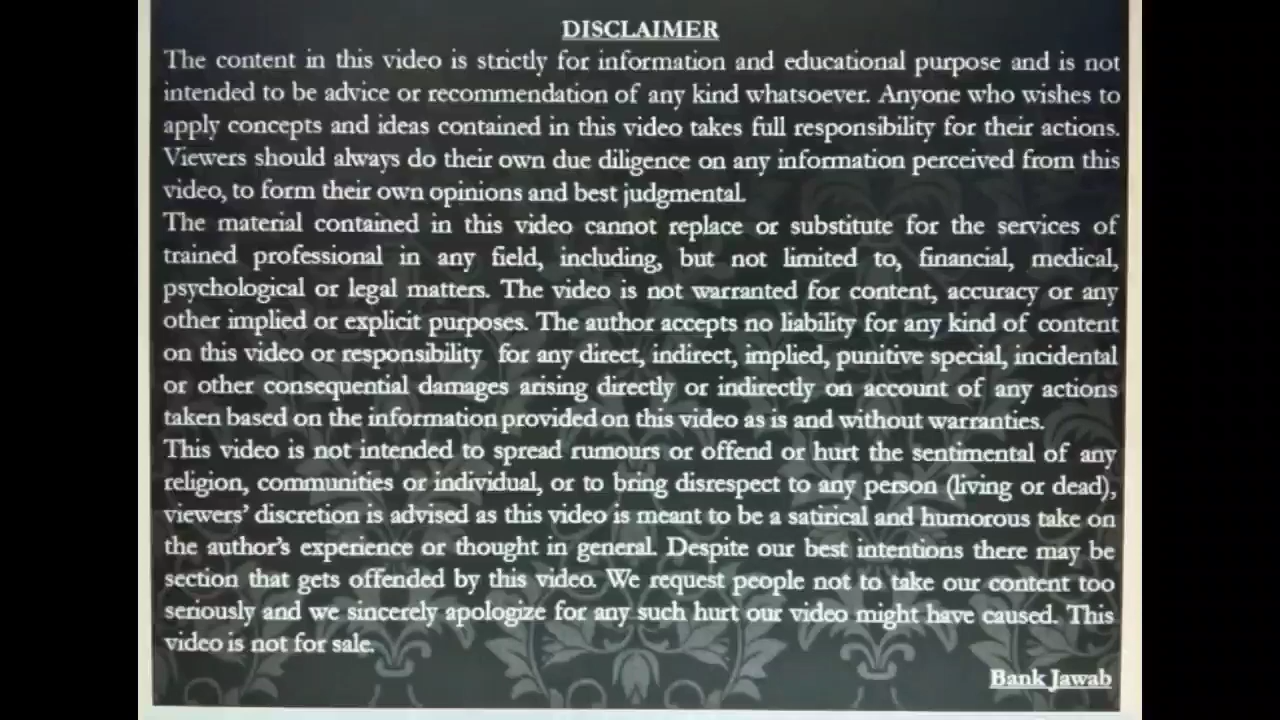 DISCLAIMER
The content in this video is strictly for information and educational purpose and is not
intended to be advice or recommendation of any kind whatsoever. Anyone who wishes to
apply concepts and ideas contained in this video takes full responsibility for their actions.
Viewers should always do their own due diligence on any information perceived from this
video, to form their own opinions and best judgmental.
The material contained in this video cannot replace or substitute for the services of
trained professional in any field, including, but not limited to, financial, medical,
psychological or legal matters. The video is not warranted for content, accuracy or any
other implied or explicit purposes. The author accepts no liability for any kind of content
on this video or responsibility for any direct, indirect, implied, punitive special, incidental
or other consequential damages arising directly or indirectly on account of any actions
taken based on the information provided on this video as is and without warranties.
This video is not intended to spread rumours or offend or hurt the sentimental of any
religion, communities or individual, or to bring disrespect to any person (living or dead),
viewers' discretion is advised as this video is meant to be a satirical and humorous take on
the author's experience or thought in general. Despite our best intentions there may be
section that gets offended by this video. We request people not to take our content too
seriously and we sincerely apologize for any such hurt our video might have caused. This
video is not for sale.
Bank Jawab